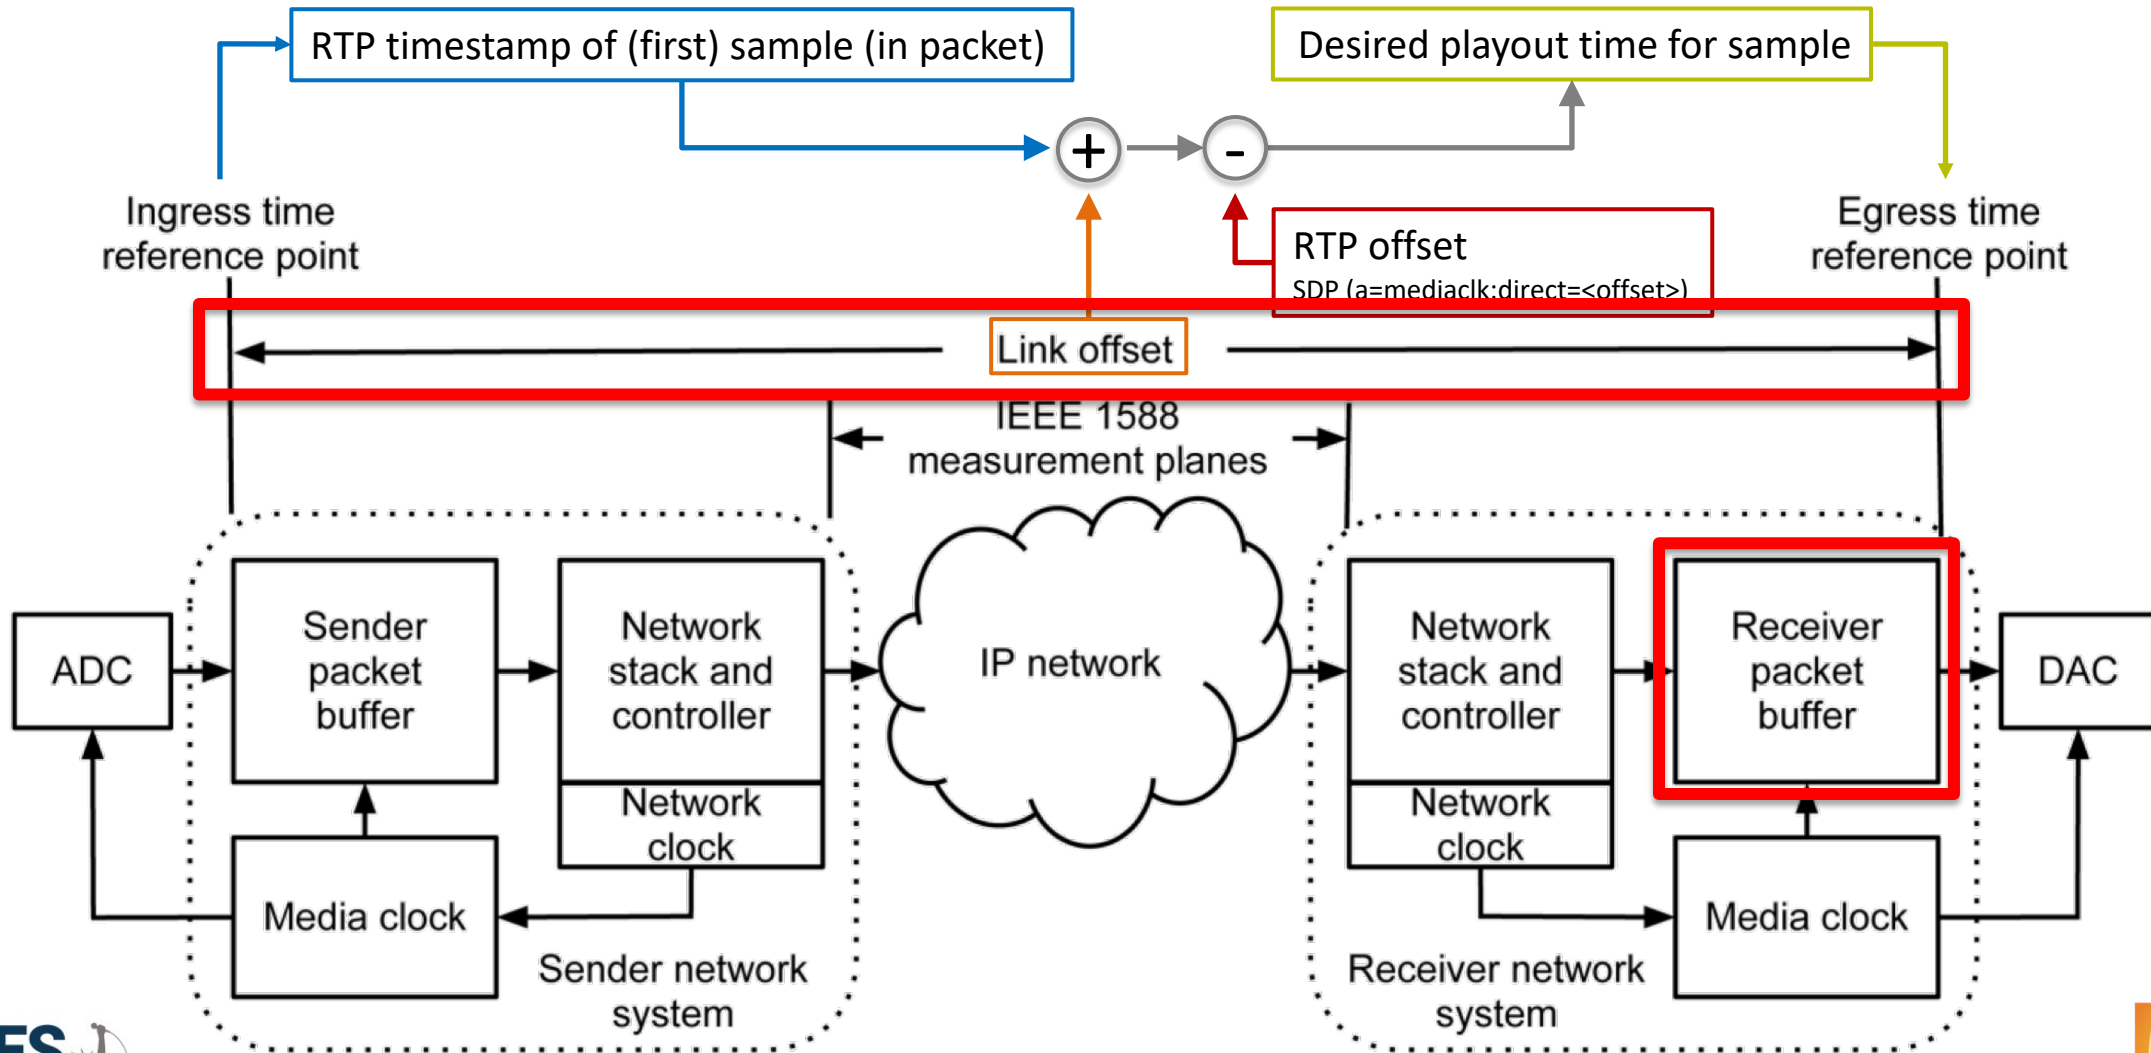 RTP timestamp of (first) sample (in packet)
Desired playout time for sample
+
-
Ingress time
reference point
RTP offset
SDP (a=mediaclk:direct=<offset>)
Egress time
reference point
Link offset
IEEE 1588
measurement planes
ADC
Sender
packet
buffer
Network
stack and
controller
Network
clock
Media clock
Sender network
system
IP network
Network
stack and
controller
Network
clock
Receiver
packet
buffer
Media clock
Receiver network
system
DAC